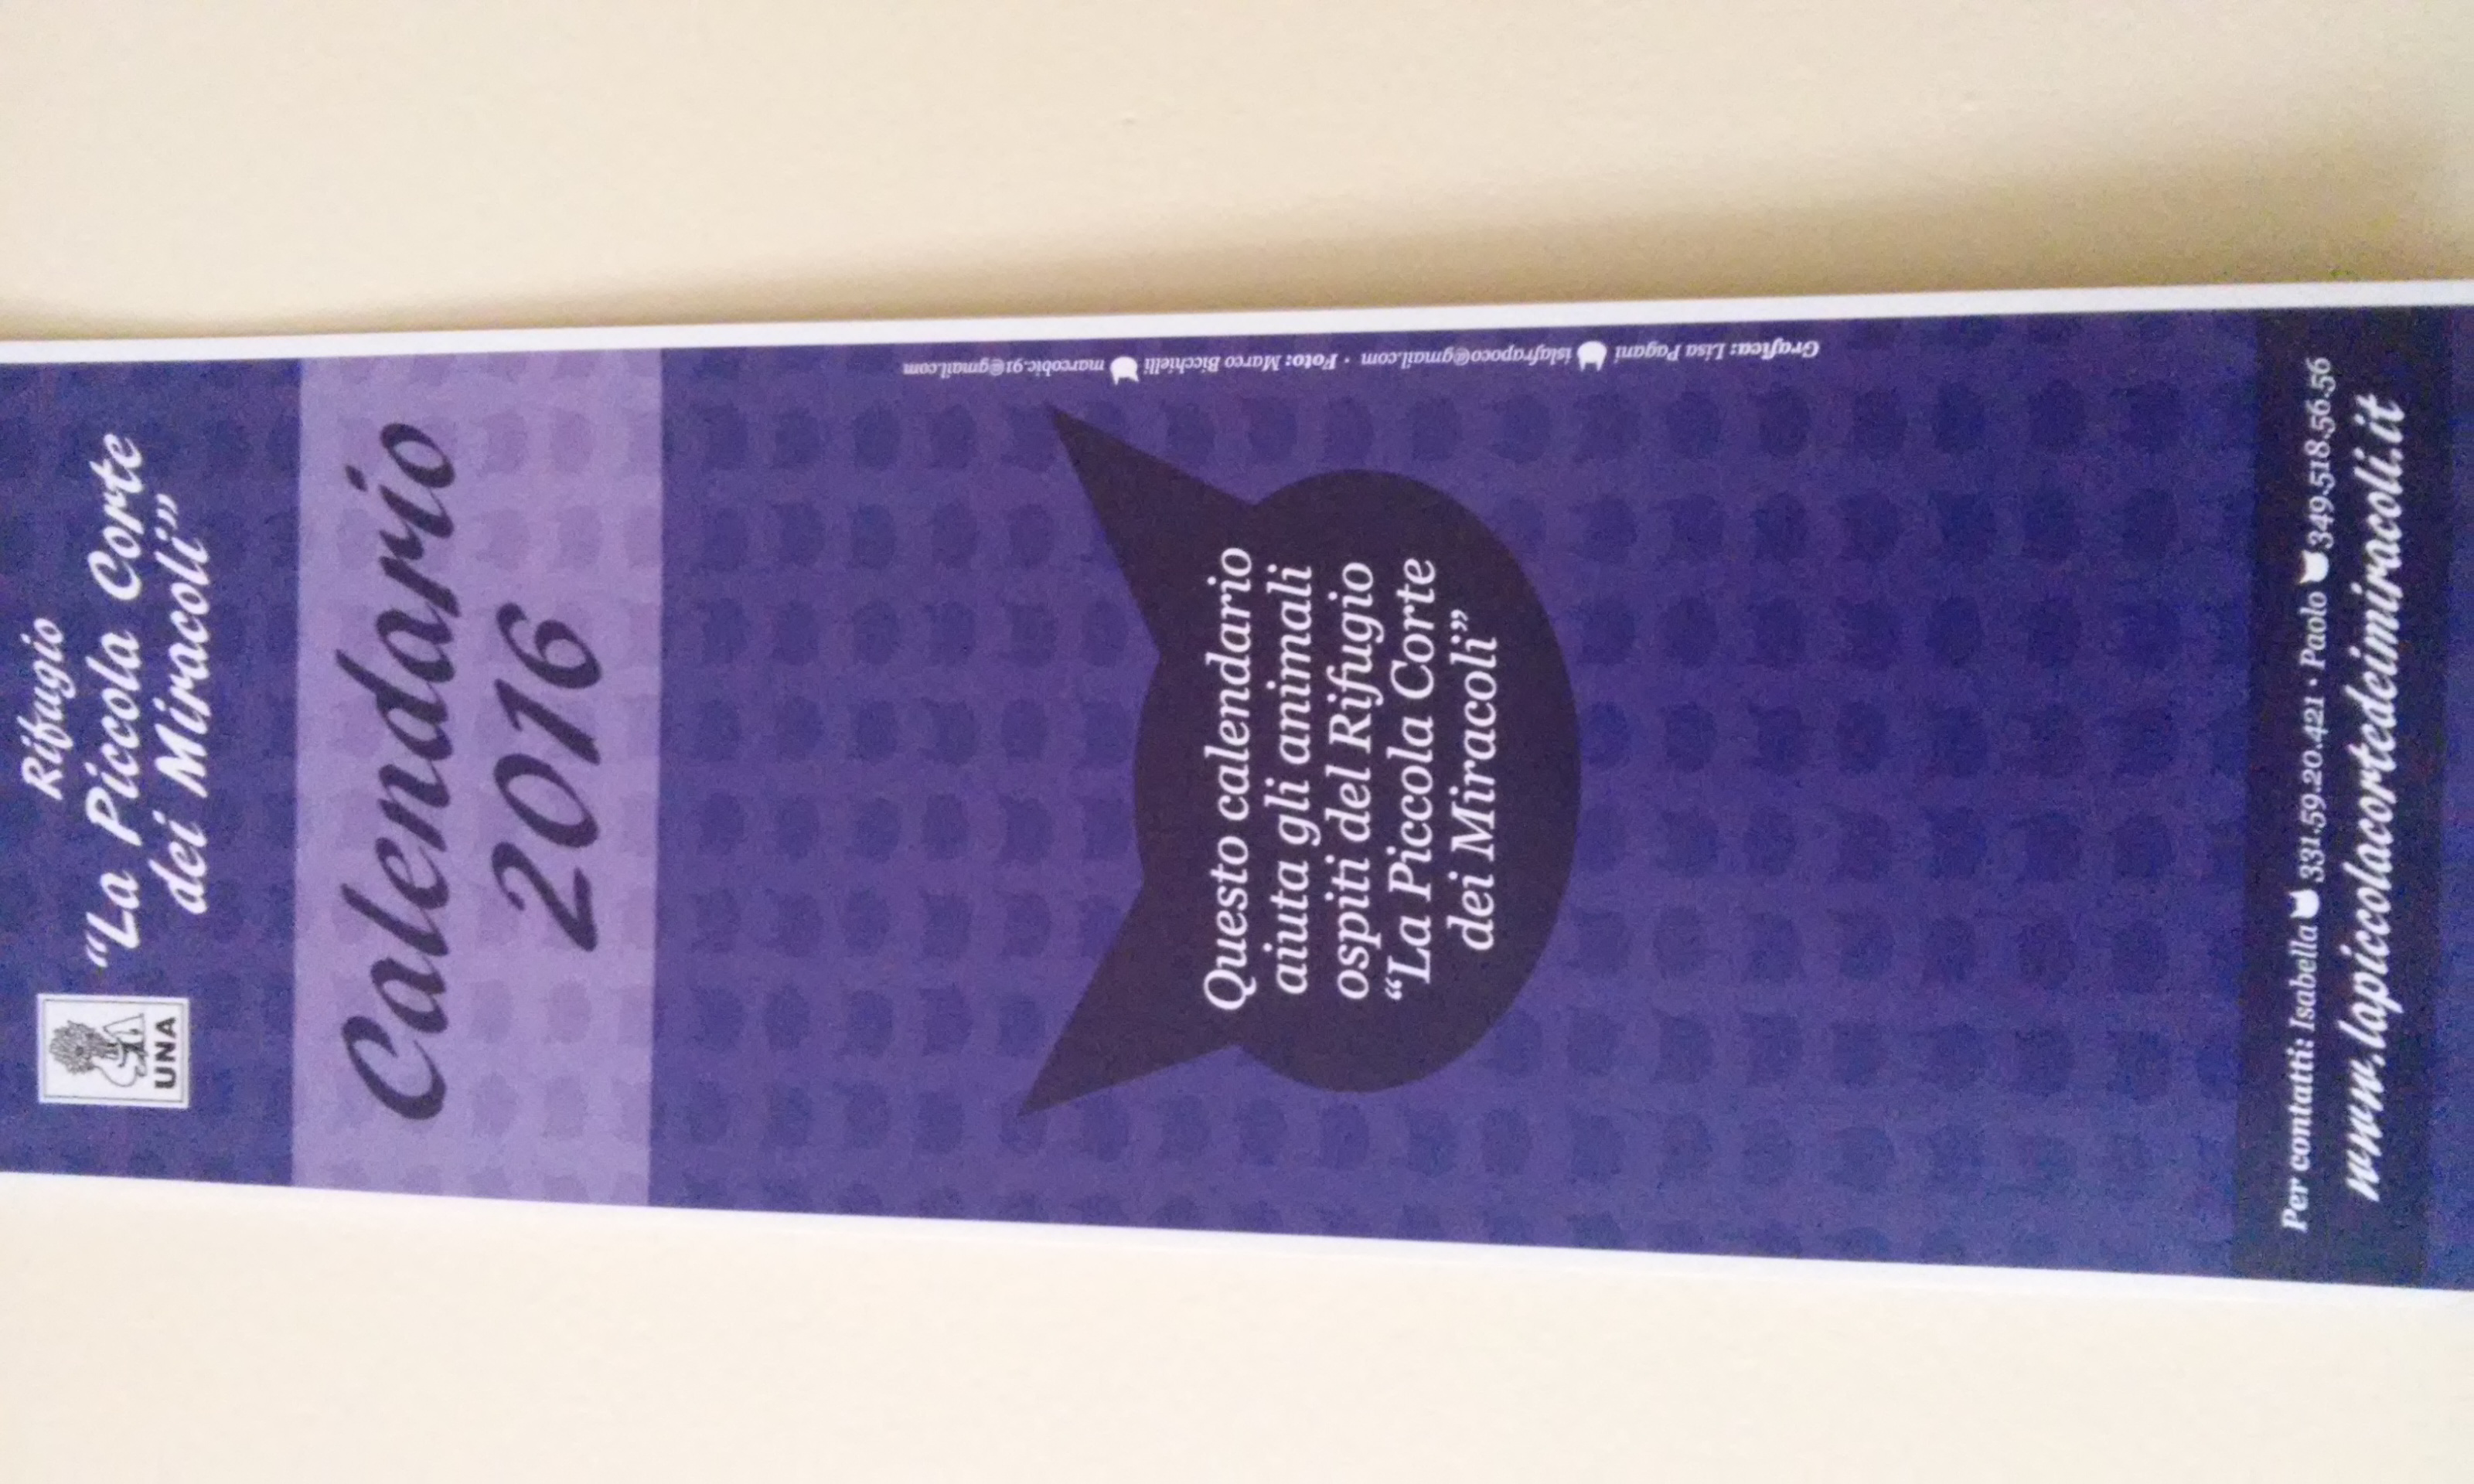 UNA
Rifugio
“La Piccola Corte
dei Miracoli”
Calendario
2016
Questo calendario
aiuta gli animali
ospiti del Rifugio
“La Piccola Corte
dei Miracoli”
Grafica: Lisa Pagani islafrapoco@gmail.com · Foto: Marco Bicchielli marcobic.91@gmail.com
Per contatti: Isabella 331.59.20.421 · Paolo 349.518.56.56
www.lapiccolacortedeimiracoli.it